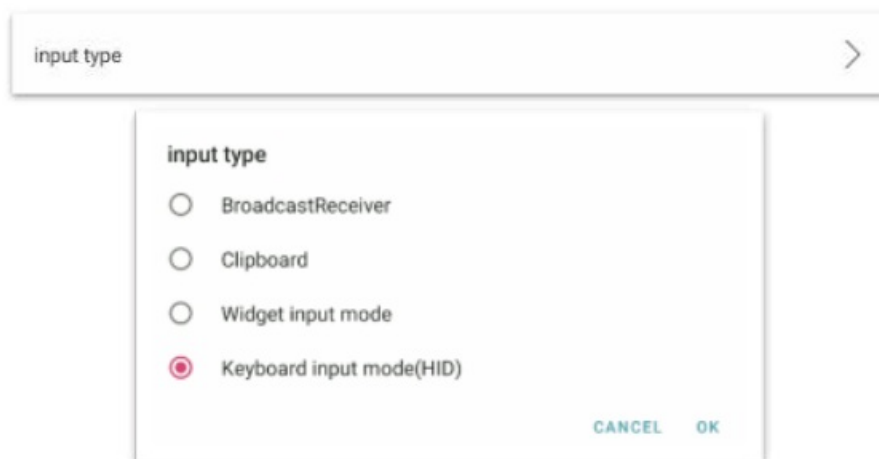 input type
input type
BroadcastReceiver
Clipboard
Widget input mode
Keyboard input mode(HID)
CANCEL OK